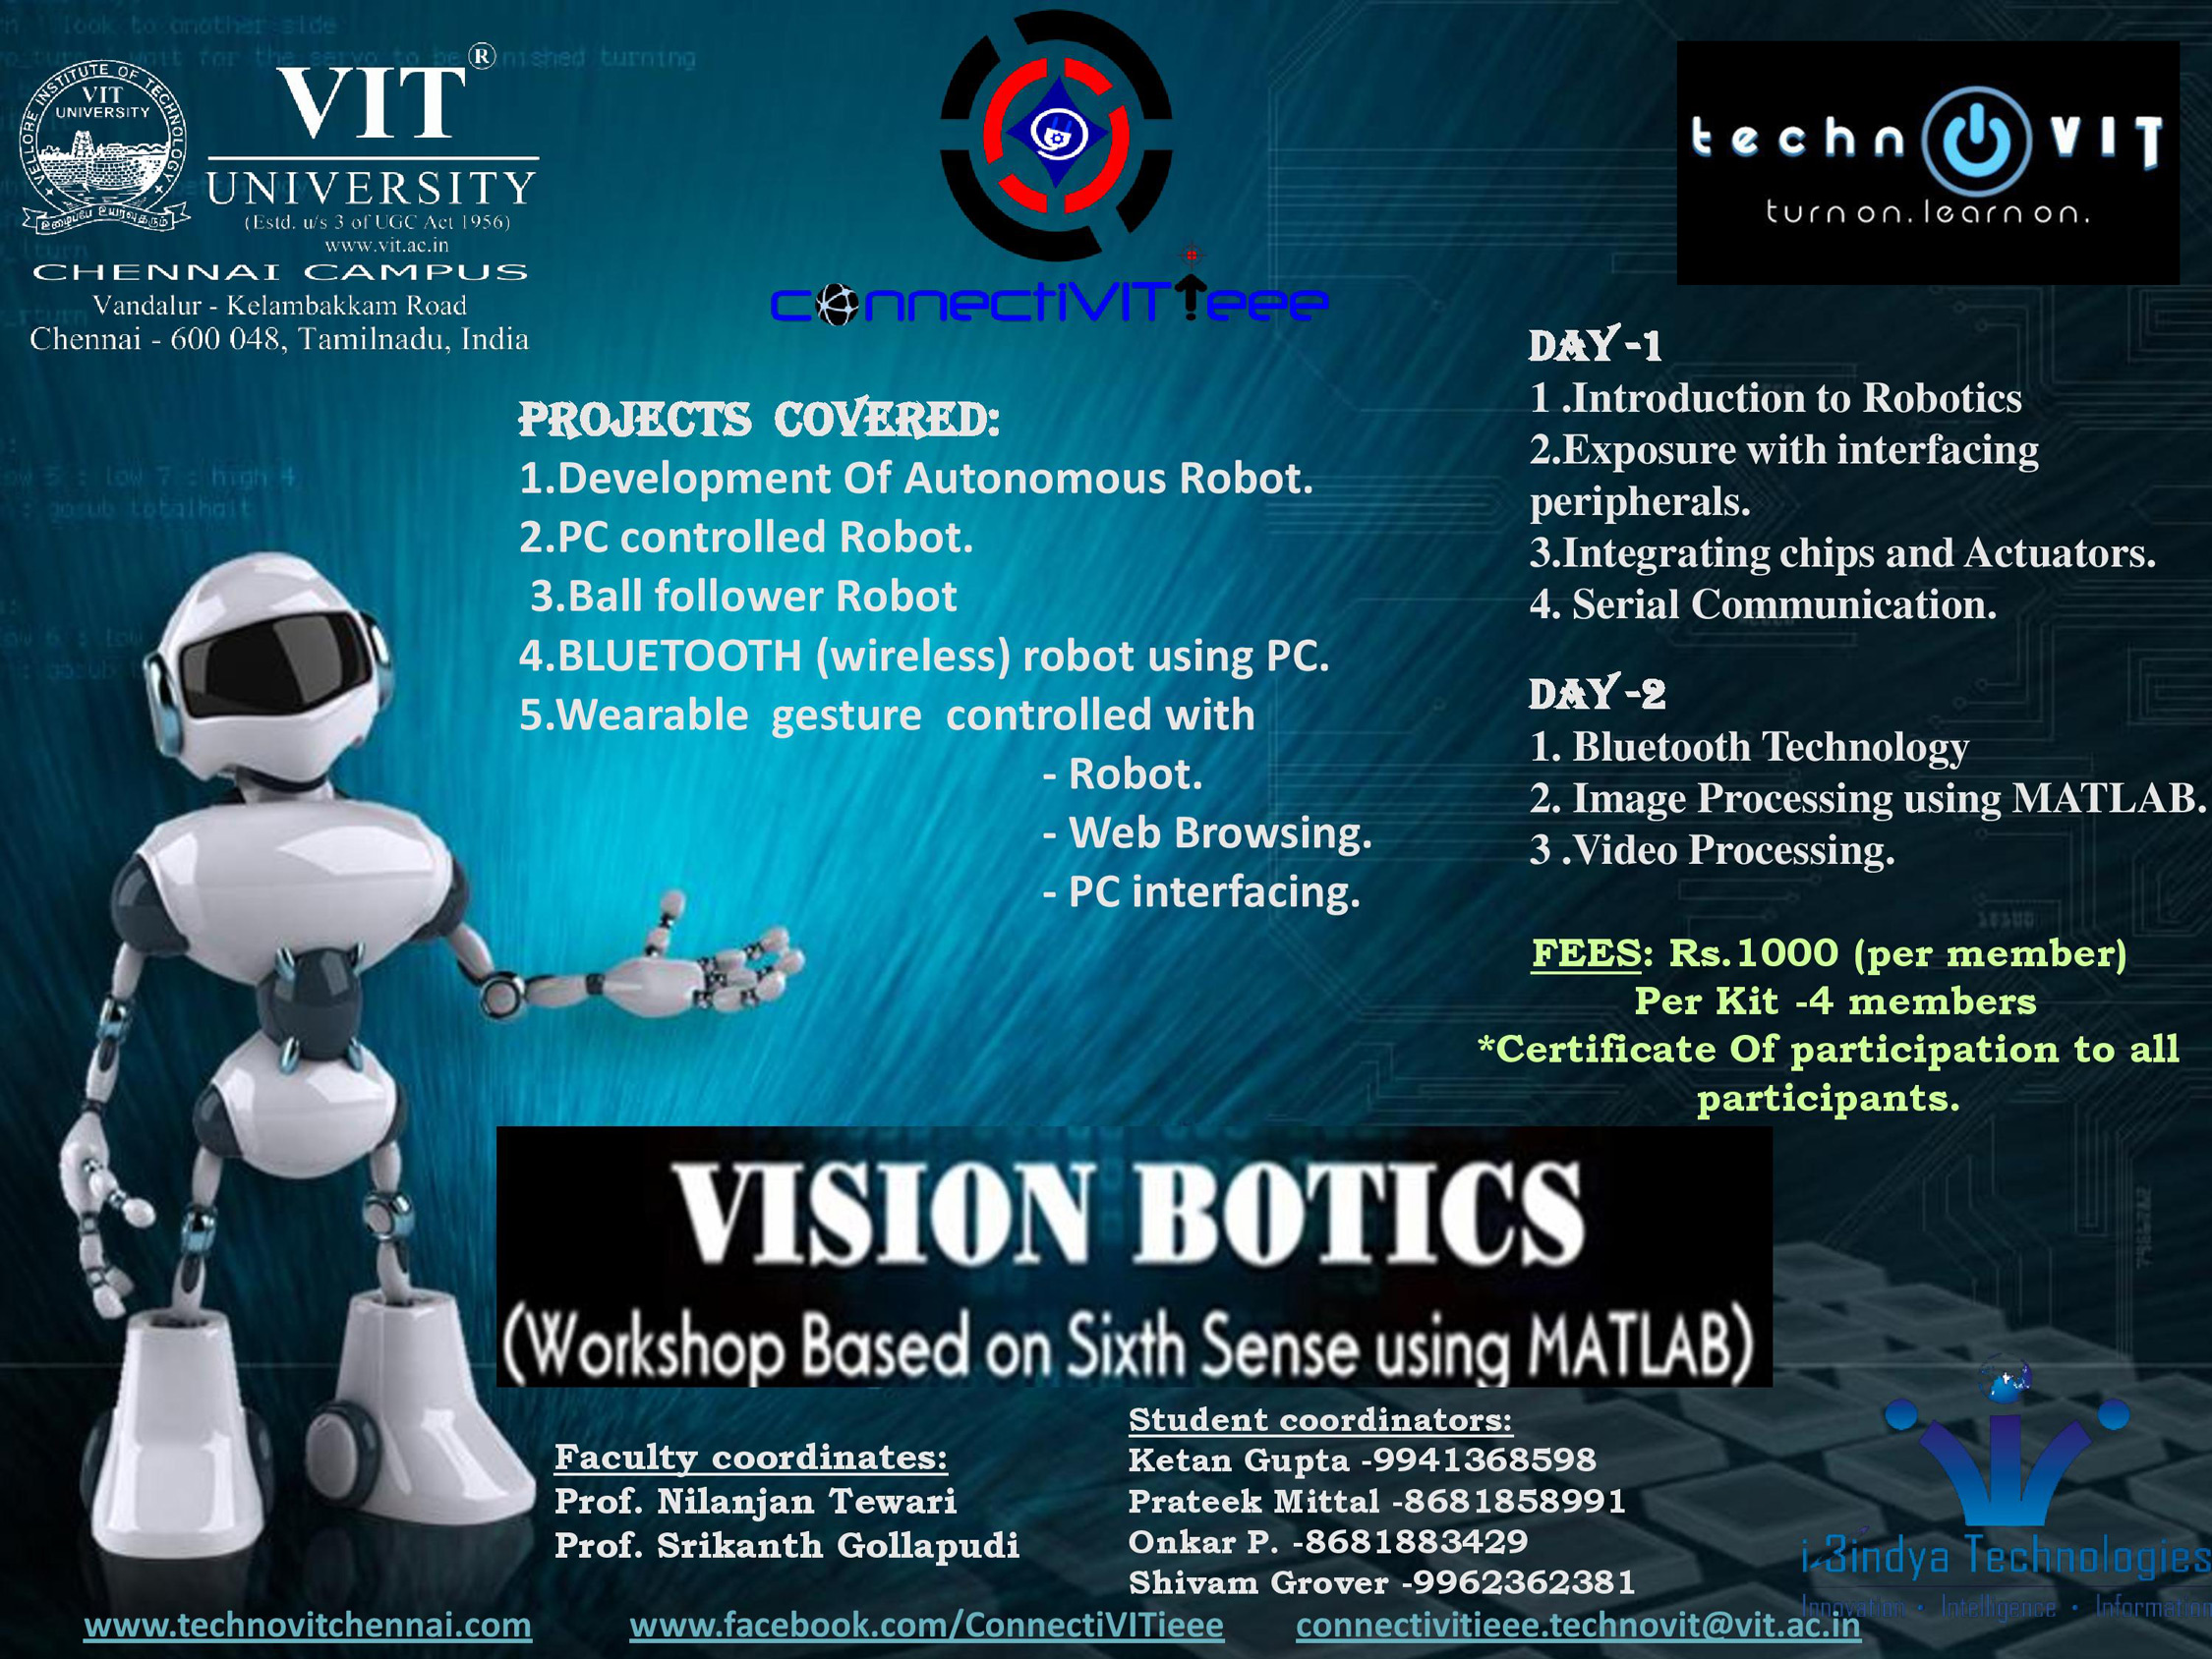 VELLORE INSTITUTE OF TECHNOLOGY
VIT
UNIVERSITY
VIT®
UNIVERSITY
(Estd. u/s 3 of UGC Act 1956)
www.vit.ac.in
CHENNAI CAMPUS
Vandalur - Kelambakkam Road
Chennai - 600 048, Tamilnadu, India
connectiVITieee
techn VIT
turn on. learn on.
PROJECTS COVERED:
1.Development Of Autonomous Robot.
2.PC controlled Robot.
3.Ball follower Robot
4.BLUETOOTH (wireless) robot using PC.
5.Wearable gesture controlled with
- Robot.
- Web Browsing.
- PC interfacing.
DAY-1
1 .Introduction to Robotics
2.Exposure with interfacing
peripherals.
3.Integrating chips and Actuators.
4. Serial Communication.
DAY-2
1. Bluetooth Technology
2. Image Processing using MATLAB.
3 .Video Processing.
FEES: Rs.1000 (per member)
Per Kit -4 members
*Certificate Of participation to all
participants.
VISION BOTICS
(Workshop Based on Sixth Sense using MATLAB)
Faculty coordinates:
Prof. Nilanjan Tewari
Prof. Srikanth Gollapudi
Student coordinators:
Ketan Gupta -9941368598
Prateek Mittal -8681858991
Onkar P. -8681883429
Shivam Grover -9962362381
i3indya Technologies
Innovation • Intelligence • Information
www.technovitchennai.com
www.facebook.com/ConnectiVITieee
connectivitieee.technovit@vit.ac.in